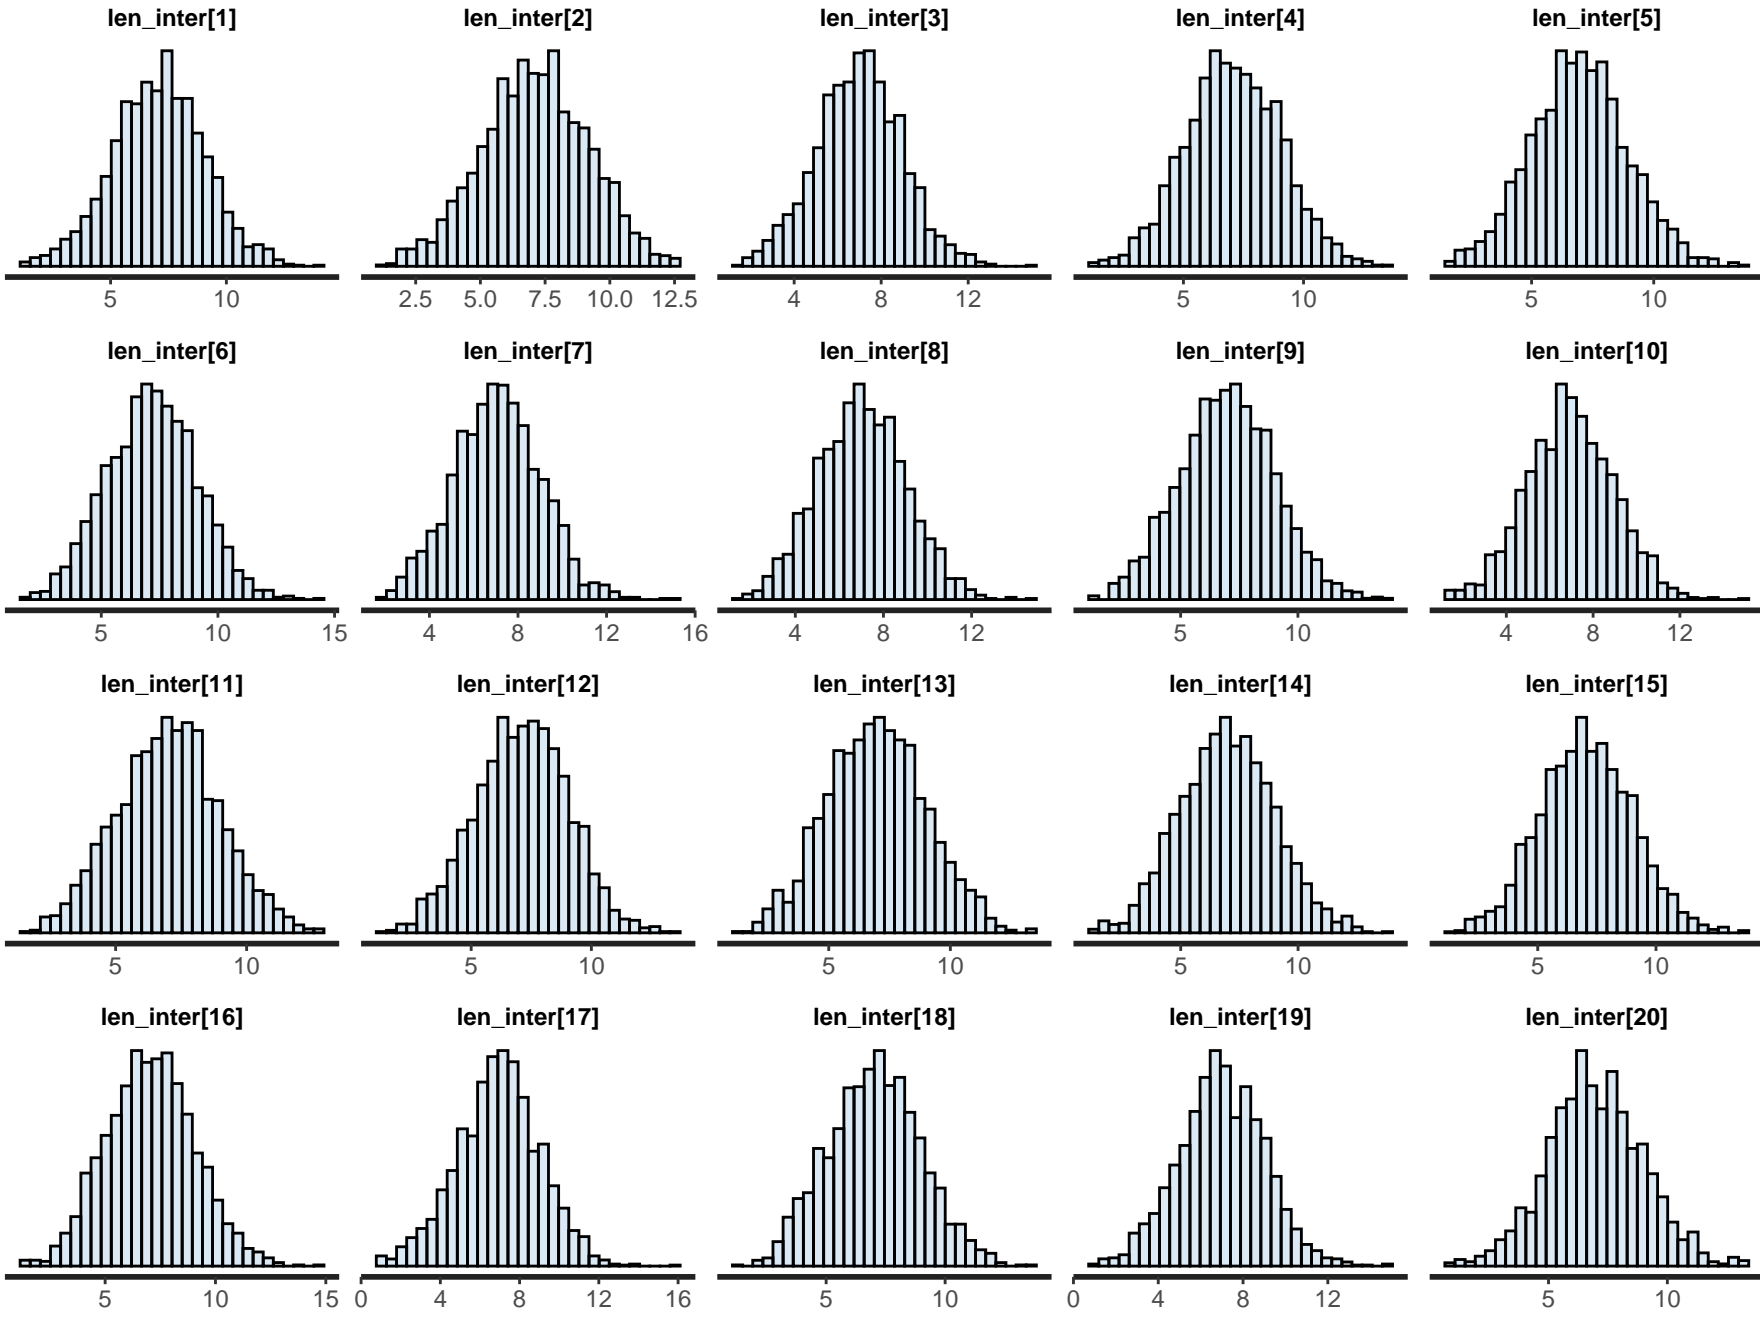 len_inter[1] len_inter[2] len_inter[3] len_inter[4] len_inter[5]
5 10 2.5 5.0 7.5 10.0 12.5 4 8 12 5 10 5 10
len_inter[6] len_inter[7] len_inter[8] len_inter[9] len_inter[10]
5 10 15 4 8 12 16 4 8 12 5 10 4 8 12
len_inter[11] len_inter[12] len_inter[13] len_inter[14] len_inter[15]
5 10 5 10 5 10 5 10 5 10
len_inter[16] len_inter[17] len_inter[18] len_inter[19] len_inter[20]
5 10 15 0 4 8 12 16 5 10 0 4 8 12 5 10